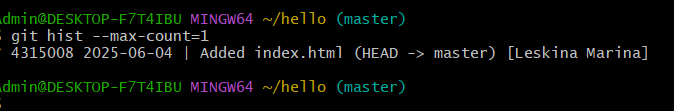 Admin@DESKTOP-F7T4IBU MINGW64 ~/hello (master)
git hist --max-count=1
4315008 2025-06-04 | Added index.html (HEAD -> master) [Leskina Marina]
Admin@DESKTOP-F7T4IBU MINGW64 ~/hello (master)